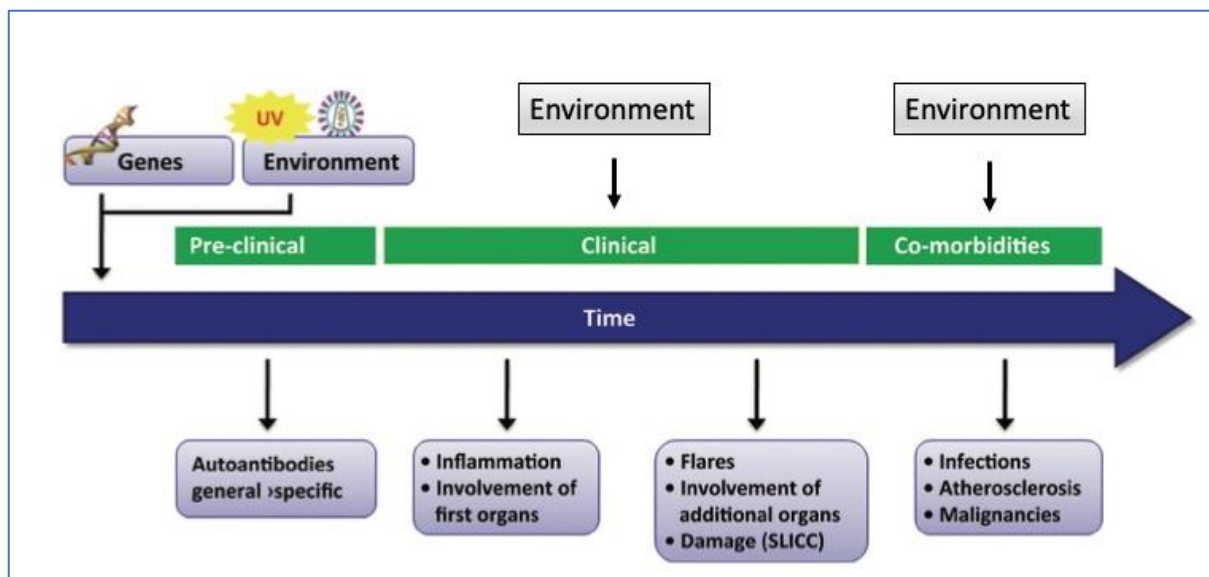 UV
Genes
Environment
Environment
Environment
Pre-clinical
Clinical
Co-morbidities
Time
Autoantibodies
general ›specific
• Inflammation
• Involvement of
first organs
• Flares
• Involvement of
additional organs
• Damage (SLICC)
• Infections
• Atherosclerosis
• Malignancies